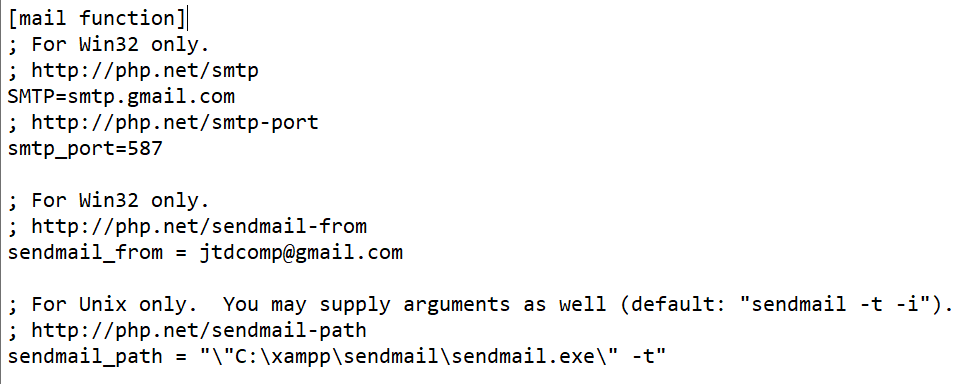 [mail function]
; For Win32 only.
; http://php.net/smtp
SMTP=smtp.gmail.com
; http://php.net/smtp-port
smtp_port=587
; For Win32 only.
; http://php.net/sendmail-from
sendmail_from = jtdcomp@gmail.com
; For Unix only.  You may supply arguments as well (default: "sendmail -t -i").
; http://php.net/sendmail-path
sendmail_path = "\"C:\xampp\sendmail\sendmail.exe\" -t"